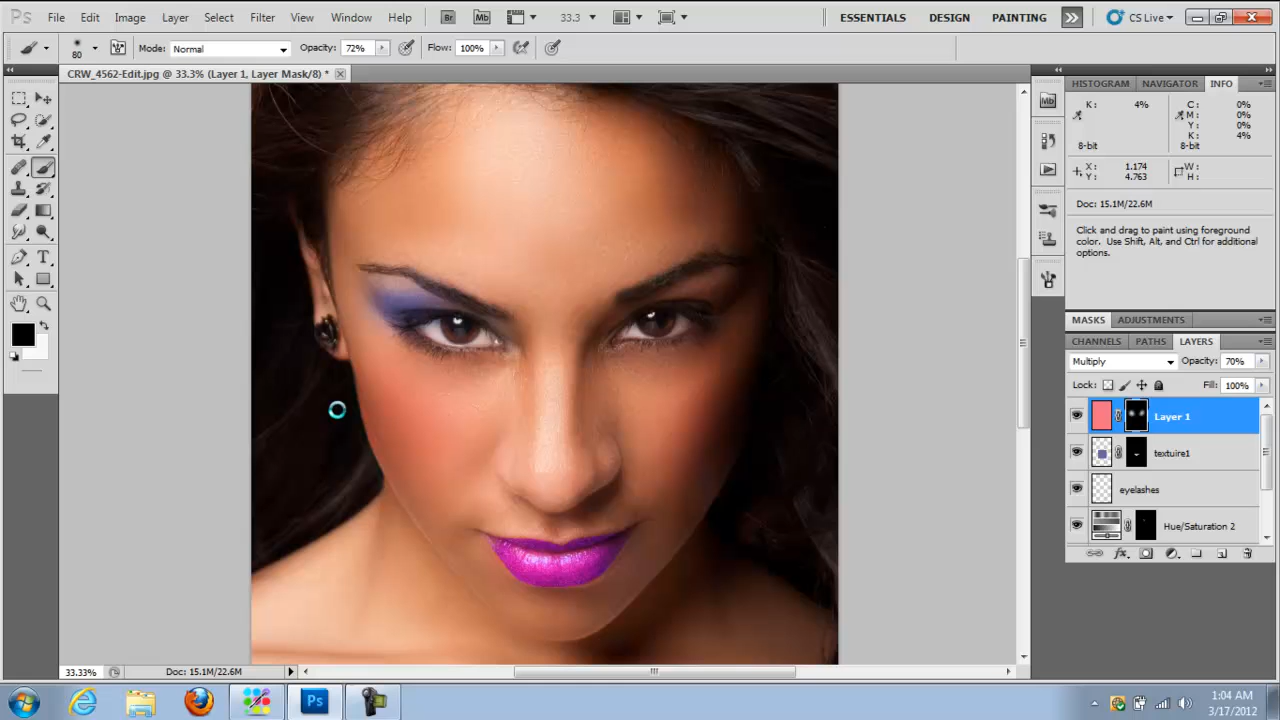 Ps File Edit Image Layer Select Filter View Window Help Br Mb 33.3 ESSENTIALS DESIGN PAINTING CS Live
80 Mode: Normal Opacity: 72% Flow: 100%
CRW_4562-Edit.jpg @ 33.3% (Layer 1, Layer Mask/8) *
HISTOGRAM NAVIGATOR INFO
Mb
K: 4% C: 0%
M: 0%
Y: 0%
K: 4%
8-bit 8-bit
X: 1.174 W:
Y: 4.763 H:
Doc: 15.1M/22.6M
Click and drag to paint using foreground
color. Use Shift, Alt, and Ctrl for additional
options.
MASKS ADJUSTMENTS
CHANNELS PATHS LAYERS
Multiply Opacity: 70%
Lock: Fill: 100%
Layer 1
textuire1
eyelashes
Hue/Saturation 2
fx
33.33% Doc: 15.1M/22.6M
Ps
1:04 AM
3/17/2012